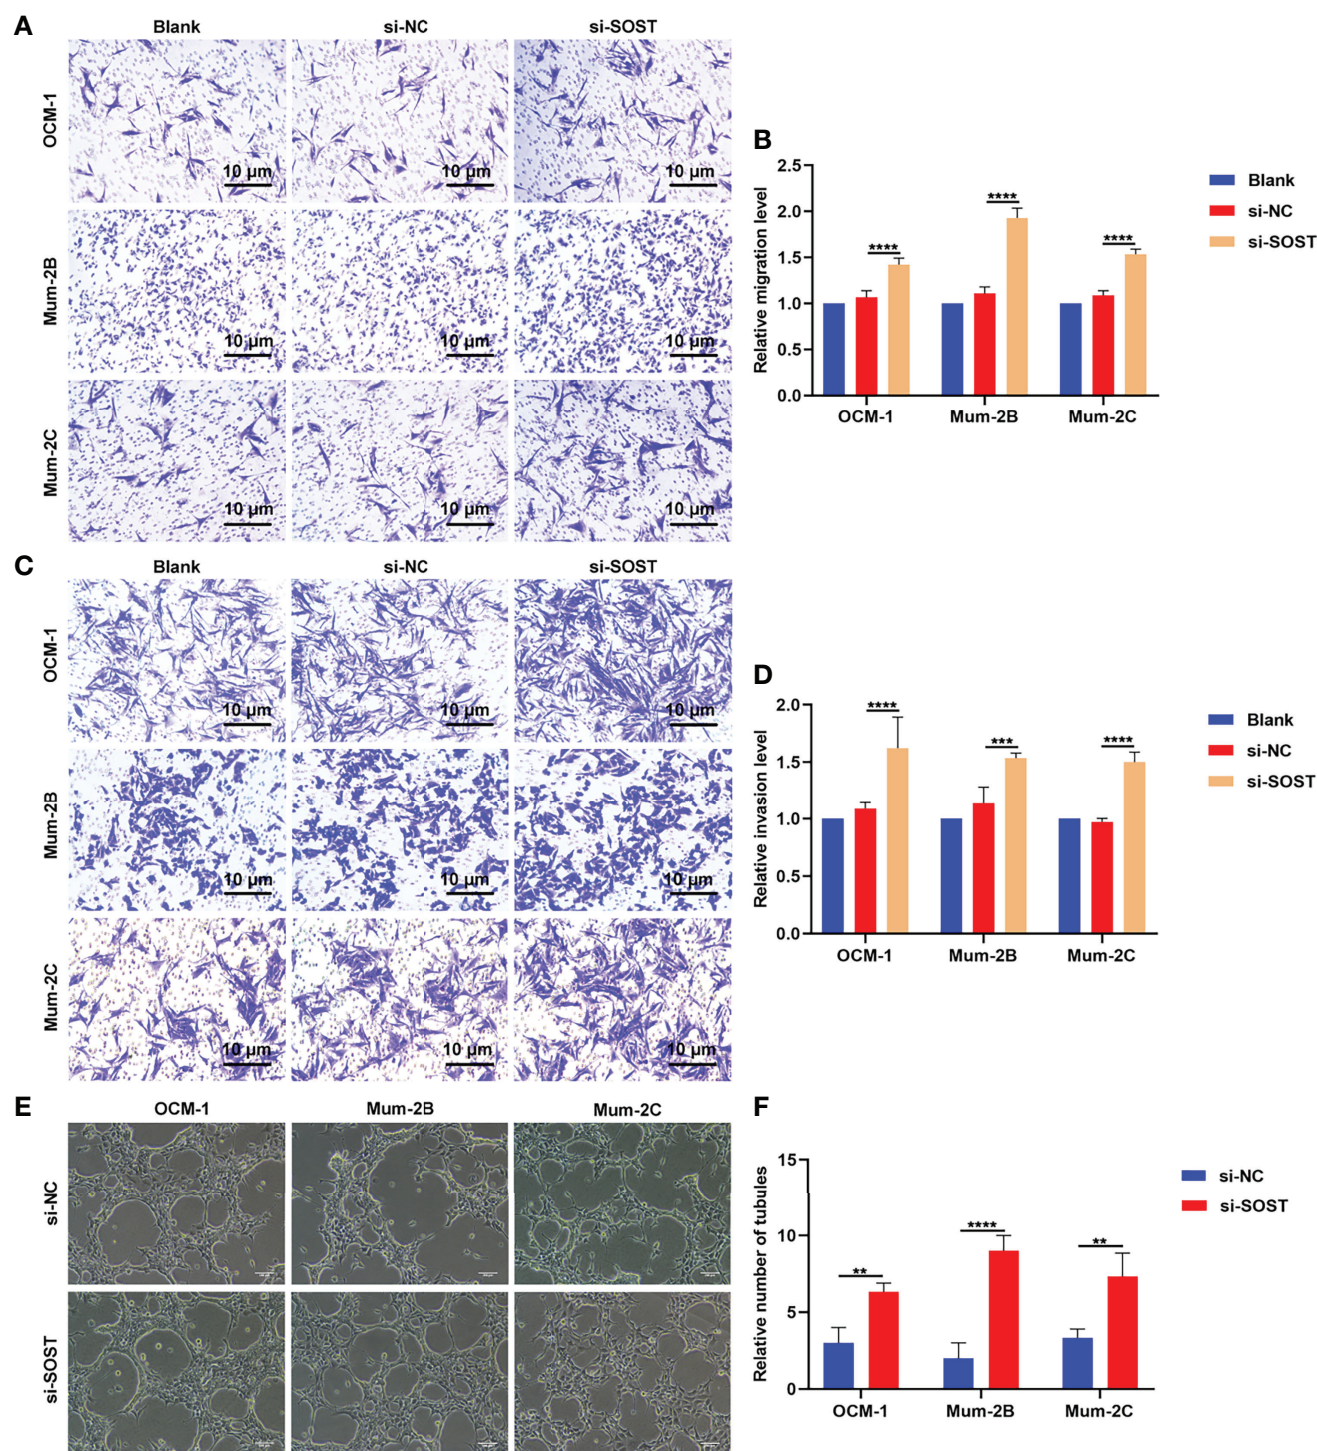 A
Blank si-NC si-SOST
OCM-1
10 µm 10 µm 10 µm
Mum-2B
10 µm 10 µm 10 µm
Mum-2C
10 µm 10 µm 10 µm
B
Relative migration level
2.5
2.0
1.5
1.0
0.5
0.0
**** **** ****
OCM-1 Mum-2B Mum-2C
Blank
si-NC
si-SOST
C
Blank si-NC si-SOST
OCM-1
10 µm 10 µm 10 µm
Mum-2B
10 µm 10 µm 10 µm
Mum-2C
10 µm 10 µm 10 µm
D
Relative invasion level
2.0
1.5
1.0
0.5
0.0
**** *** ****
OCM-1 Mum-2B Mum-2C
Blank
si-NC
si-SOST
E
OCM-1 Mum-2B Mum-2C
si-NC
si-SOST
F
Relative number of tubules
15
10
5
0
** **** **
OCM-1 Mum-2B Mum-2C
si-NC
si-SOST